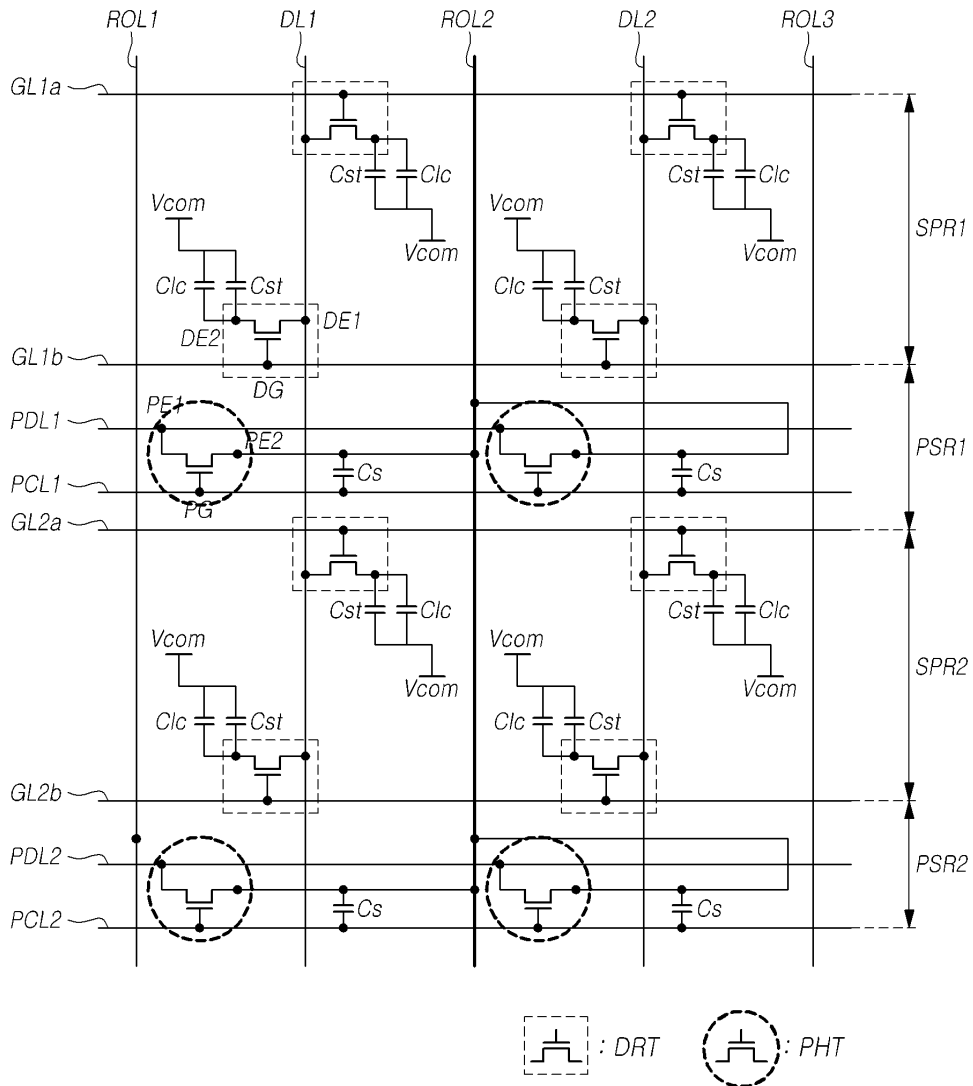 ROL1 DL1 ROL2 DL2 ROL3
GL1a
Cst Clc Cst Clc
Vcom Vcom
SPR1
Vcom Vcom
Clc Cst Clc Cst
DE2 DE1
GL1b
DG
PE1
PDL1
PE2
PSR1
Cs Cs
PCL1
PG
GL2a
Cst Clc Cst Clc
Vcom Vcom
SPR2
Vcom Vcom
Clc Cst Clc Cst
GL2b
PDL2
PSR2
Cs Cs
PCL2
: DRT : PHT